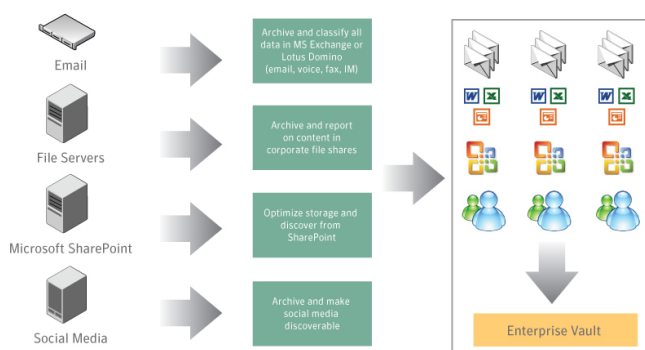 Email
Archive and classify all
data in MS Exchange or
Lotus Domino
(email, voice, fax, IM)
File Servers
Archive and report
on content in
corporate file shares
Microsoft SharePoint
Optimize storage and
discover from
SharePoint
Social Media
Archive and make
social media
discoverable
W X
W X
W X
Enterprise Vault